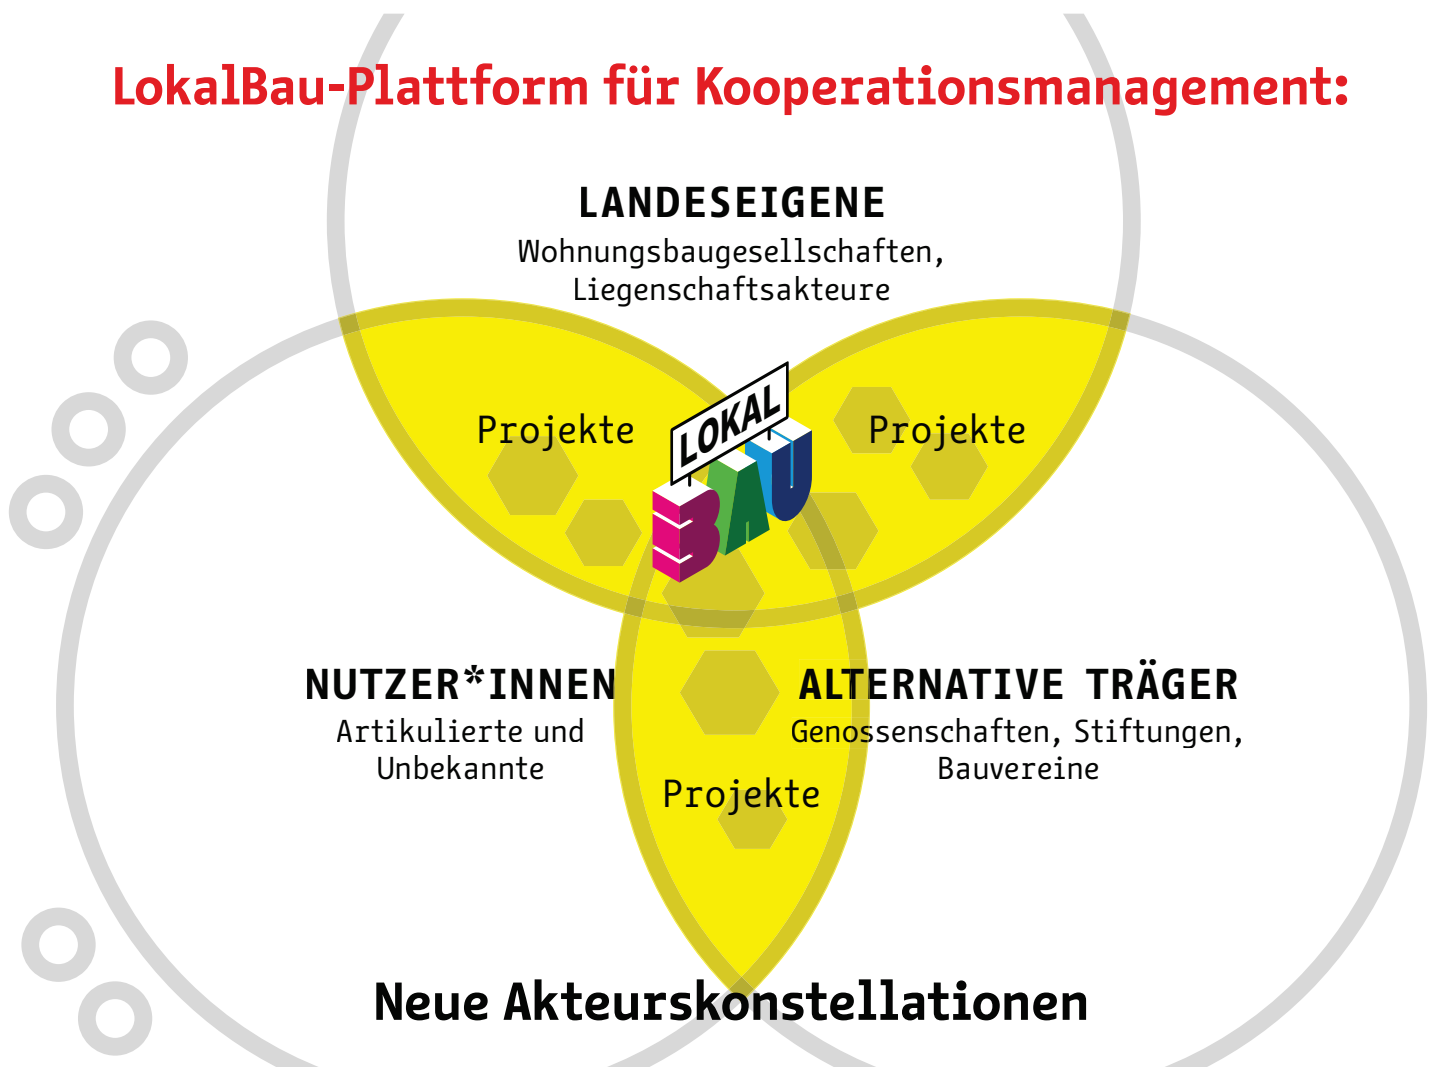 LokalBau-Plattform für Kooperationsmanagement:
LANDESEIGENE
Wohnungsbaugesellschaften,
Liegenschaftsakteure
Projekte
Projekte
LOKAL
BAU
NUTZER*INNEN
Artikulierte und
Unbekannte
ALTERNATIVE TRÄGER
Genossenschaften, Stiftungen,
Bauvereine
Projekte
Neue Akteurskonstellationen